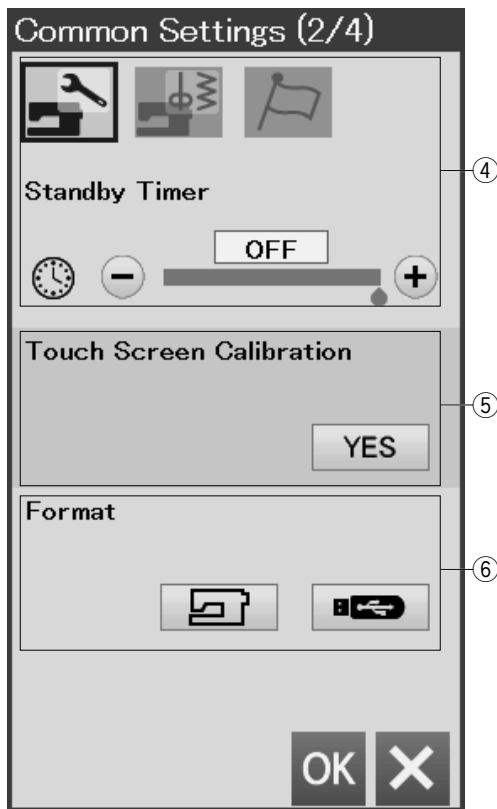 Common Settings (2/4)
④
Standby Timer
OFF
Touch Screen Calibration
⑤
YES
Format
⑥
OK